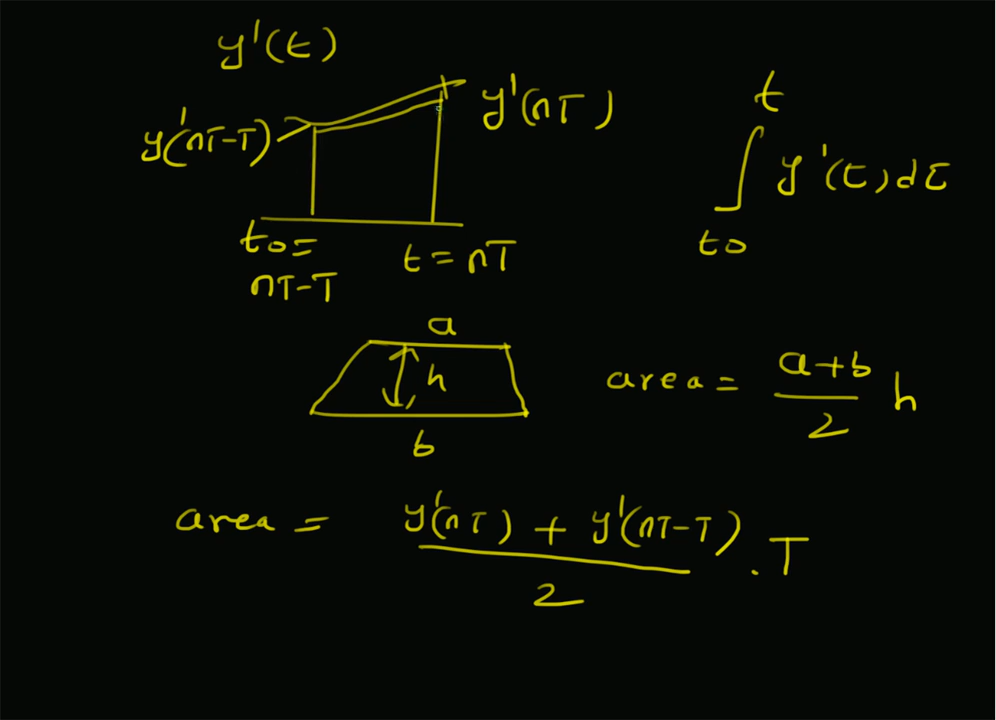 y'(t)
y'(nT-T)
y'(nT)
t0=
nT-T
t = nT
t
∫ y'(τ) dτ
t0
a
h
b
area = (a+b)/2 h
area = (y'(nT) + y'(nT-T))/2 . T